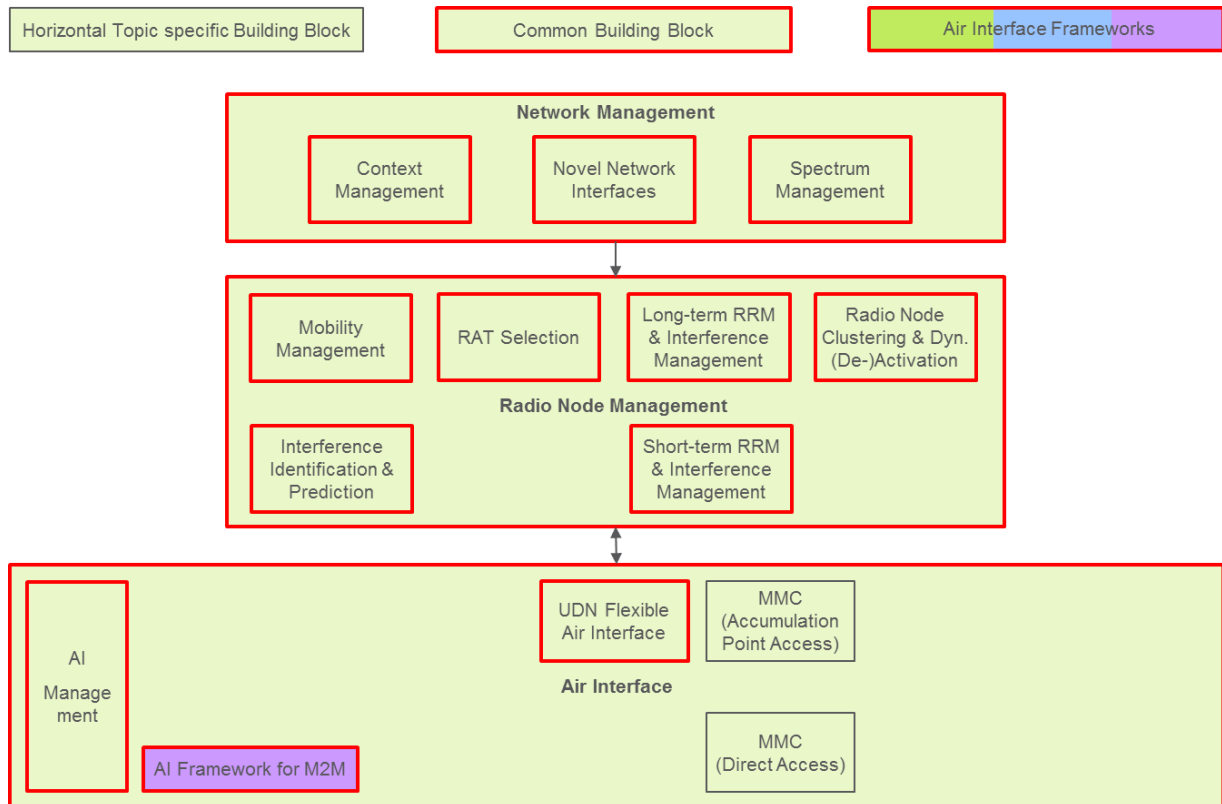 Horizontal Topic specific Building Block
Common Building Block
Air Interface Frameworks
Network Management
Context
Management
Novel Network
Interfaces
Spectrum
Management
Mobility
Management
RAT Selection
Long-term RRM
& Interference
Management
Radio Node
Clustering & Dyn.
(De-)Activation
Radio Node Management
Interference
Identification &
Prediction
Short-term RRM
& Interference
Management
AI
Manage
ment
UDN Flexible
Air Interface
MMC
(Accumulation
Point Access)
Air Interface
AI Framework for M2M
MMC
(Direct Access)